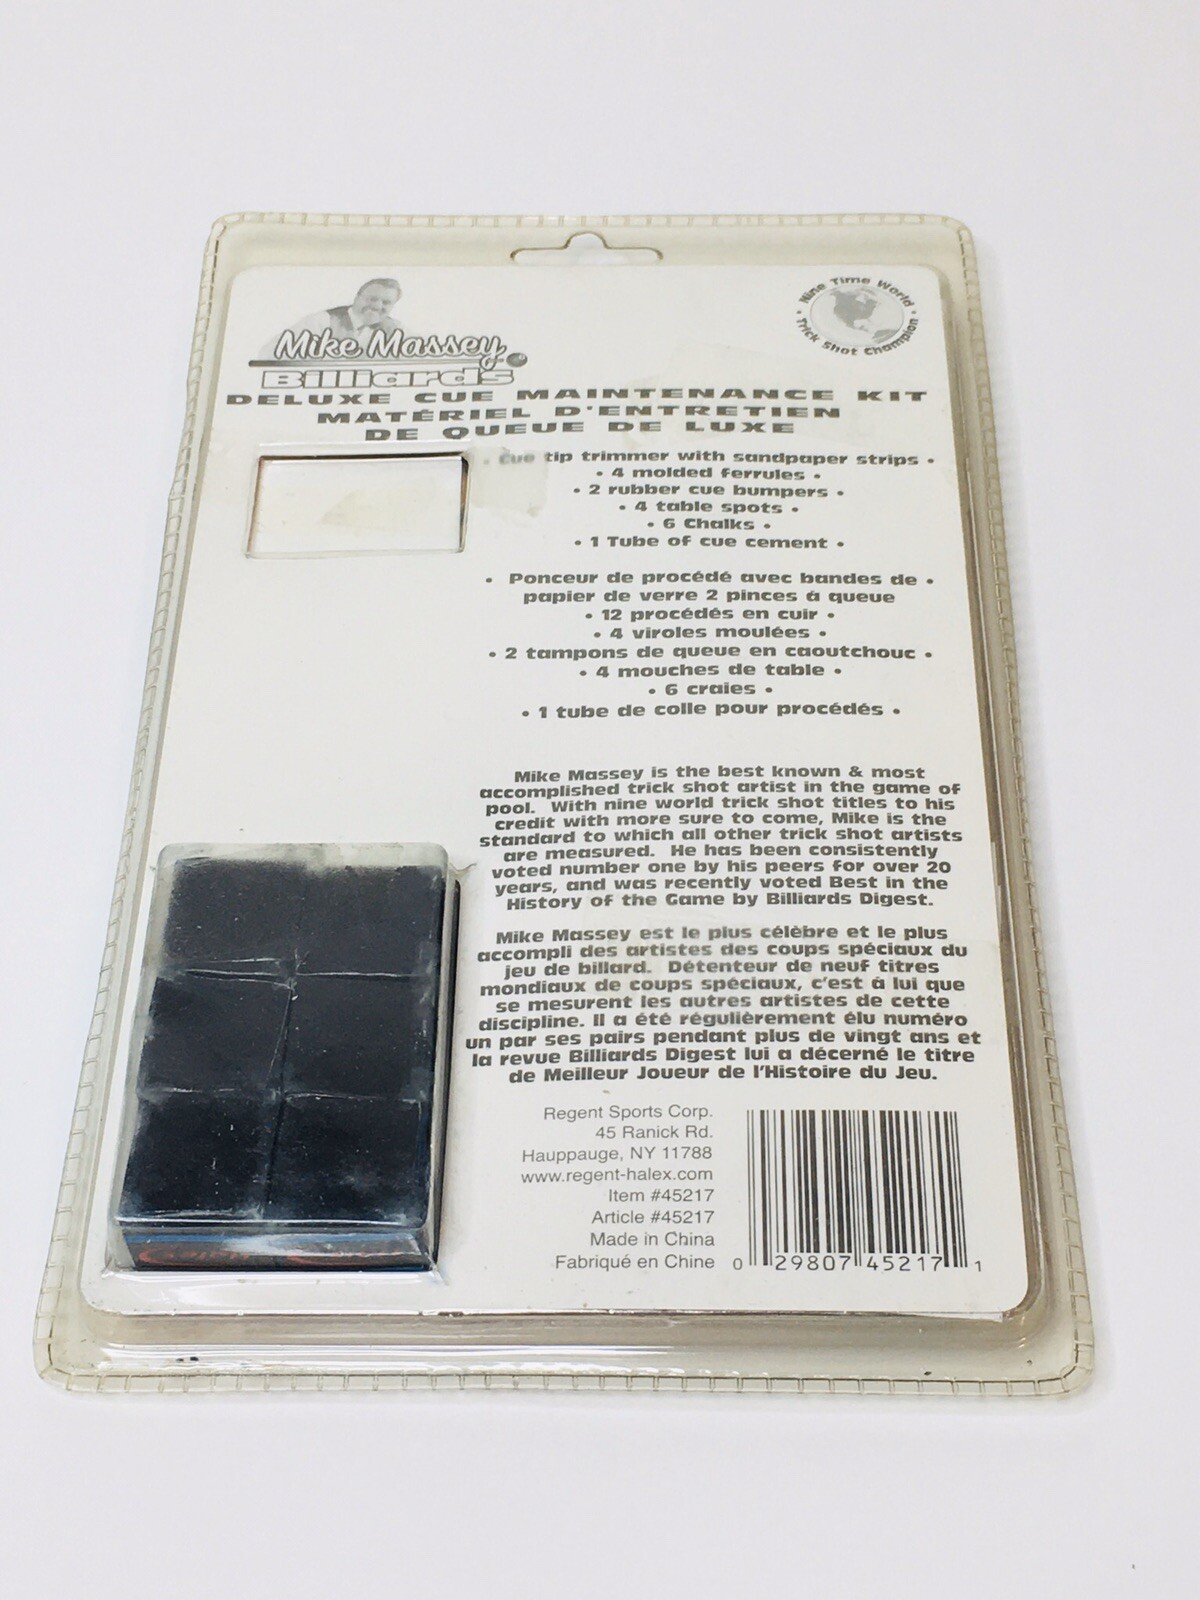 Mike Massey
Billiards
Nine Time World
Trick Shot Champion
DELUXE CUE MAINTENANCE KIT
MATÉRIEL D'ENTRETIEN
DE QUEUE DE LUXE
• Cue tip trimmer with sandpaper strips •
• 4 molded ferrules •
• 2 rubber cue bumpers •
• 4 table spots •
• 6 Chalks •
• 1 Tube of cue cement •
• Ponceur de procédé avec bandes de •
papier de verre 2 pinces á queue
• 12 procédés en cuir •
• 4 viroles moulées •
• 2 tampons de queue en caoutchouc •
• 4 mouches de table •
• 6 craies •
• 1 tube de colle pour procédés •
Mike Massey is the best known & most
accomplished trick shot artist in the game of
pool. With nine world trick shot titles to his
credit with more sure to come, Mike is the
standard to which all other trick shot artists
are measured. He has been consistently
voted number one by his peers for over 20
years, and was recently voted Best in the
History of the Game by Billiards Digest.
Mike Massey est le plus célèbre et le plus
accompli des artistes des coups spéciaux du
jeu de billard. Détenteur de neuf titres
mondiaux de coups spéciaux, c'est á lui que
se mesurent les autres artistes de cette
discipline. Il a été régulièrement élu numéro
un par ses pairs pendant plus de vingt ans et
la revue Billiards Digest lui a décerné le titre
de Meilleur Joueur de l'Histoire du Jeu.
Regent Sports Corp.
45 Ranick Rd.
Hauppauge, NY 11788
www.regent-halex.com
Item #45217
Article #45217
Made in China
Fabriqué en Chine
0 29807 45217 1